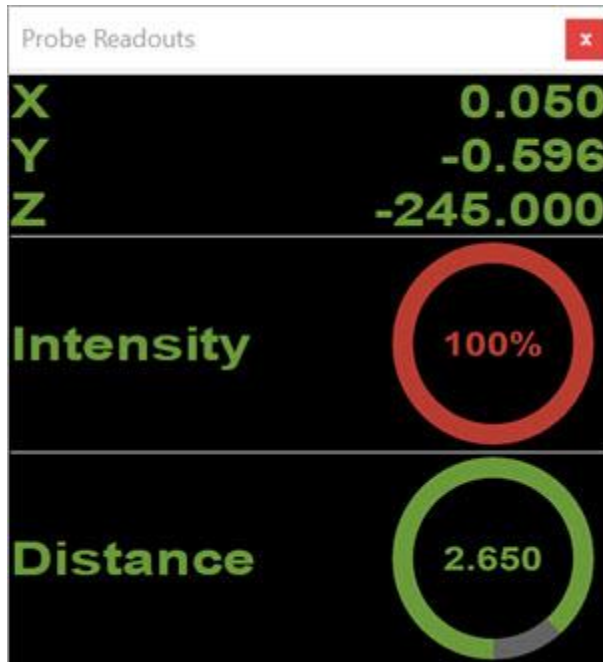 Probe Readouts x
X 0.050
Y -0.596
Z -245.000
Intensity 100%
Distance 2.650